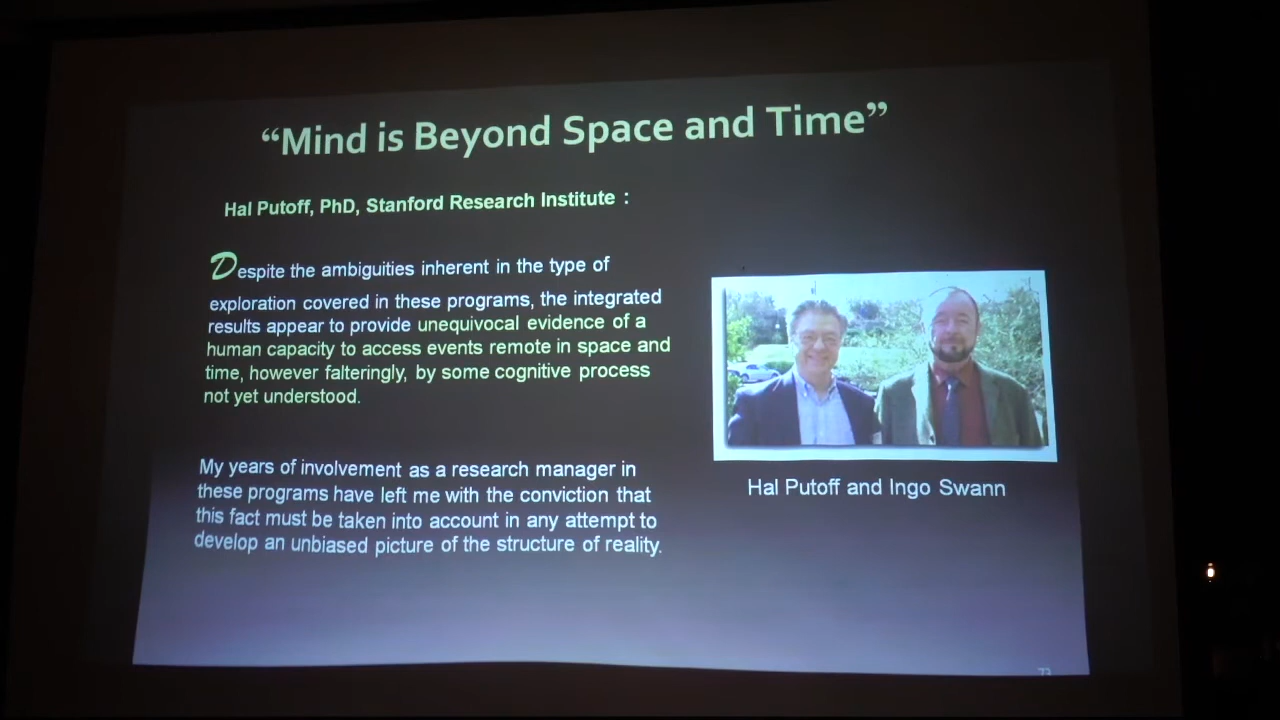 “Mind is Beyond Space and Time”
Hal Putoff, PhD, Stanford Research Institute :
Despite the ambiguities inherent in the type of
exploration covered in these programs, the integrated
results appear to provide unequivocal evidence of a
human capacity to access events remote in space and
time, however falteringly, by some cognitive process
not yet understood.
My years of involvement as a research manager in
these programs have left me with the conviction that
this fact must be taken into account in any attempt to
develop an unbiased picture of the structure of reality.
Hal Putoff and Ingo Swann